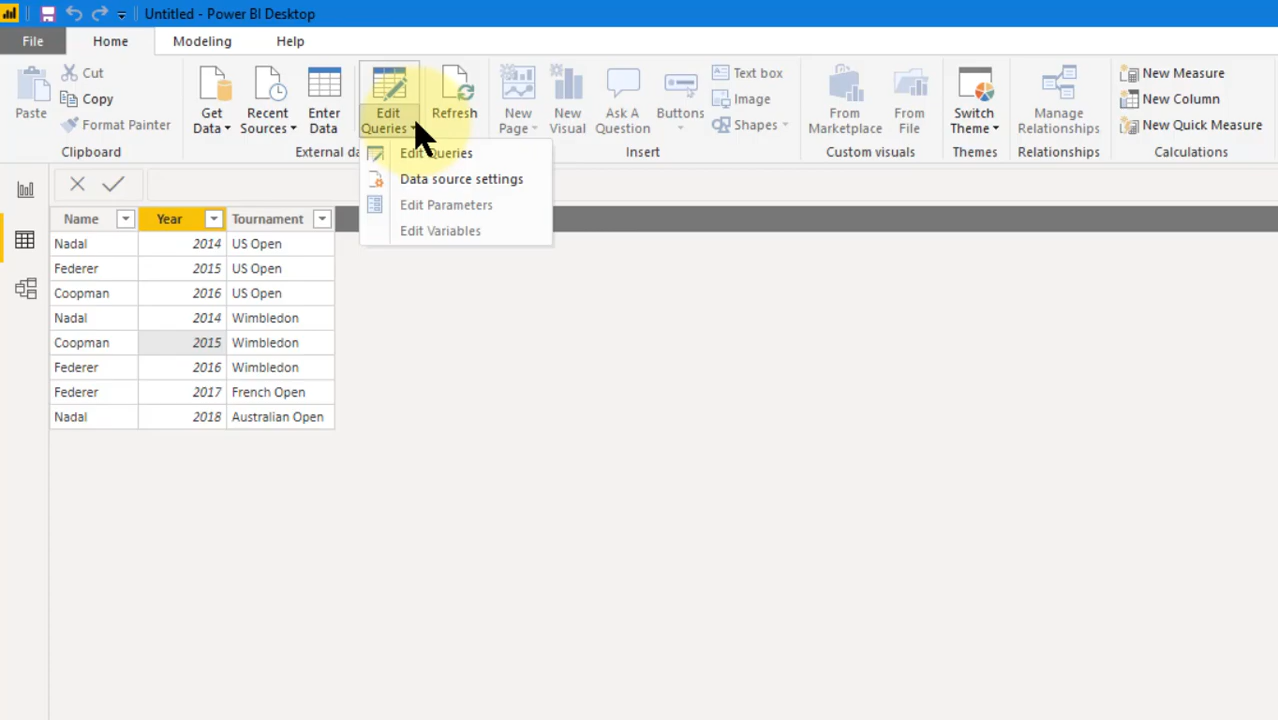 Untitled - Power BI Desktop
File Home Modeling Help
Paste
Cut
Copy
Format Painter
Clipboard
Get Data
Recent Sources
Enter Data
Edit Queries
Refresh
External da
New Page
New Visual
Ask A Question
Buttons
Text box
Image
Shapes
Insert
From Marketplace
From File
Custom visuals
Switch Theme
Themes
Manage Relationships
Relationships
New Measure
New Column
New Quick Measure
Calculations
Edit Queries
Data source settings
Edit Parameters
Edit Variables
Name Year Tournament
Nadal 2014 US Open
Federer 2015 US Open
Coopman 2016 US Open
Nadal 2014 Wimbledon
Coopman 2015 Wimbledon
Federer 2016 Wimbledon
Federer 2017 French Open
Nadal 2018 Australian Open